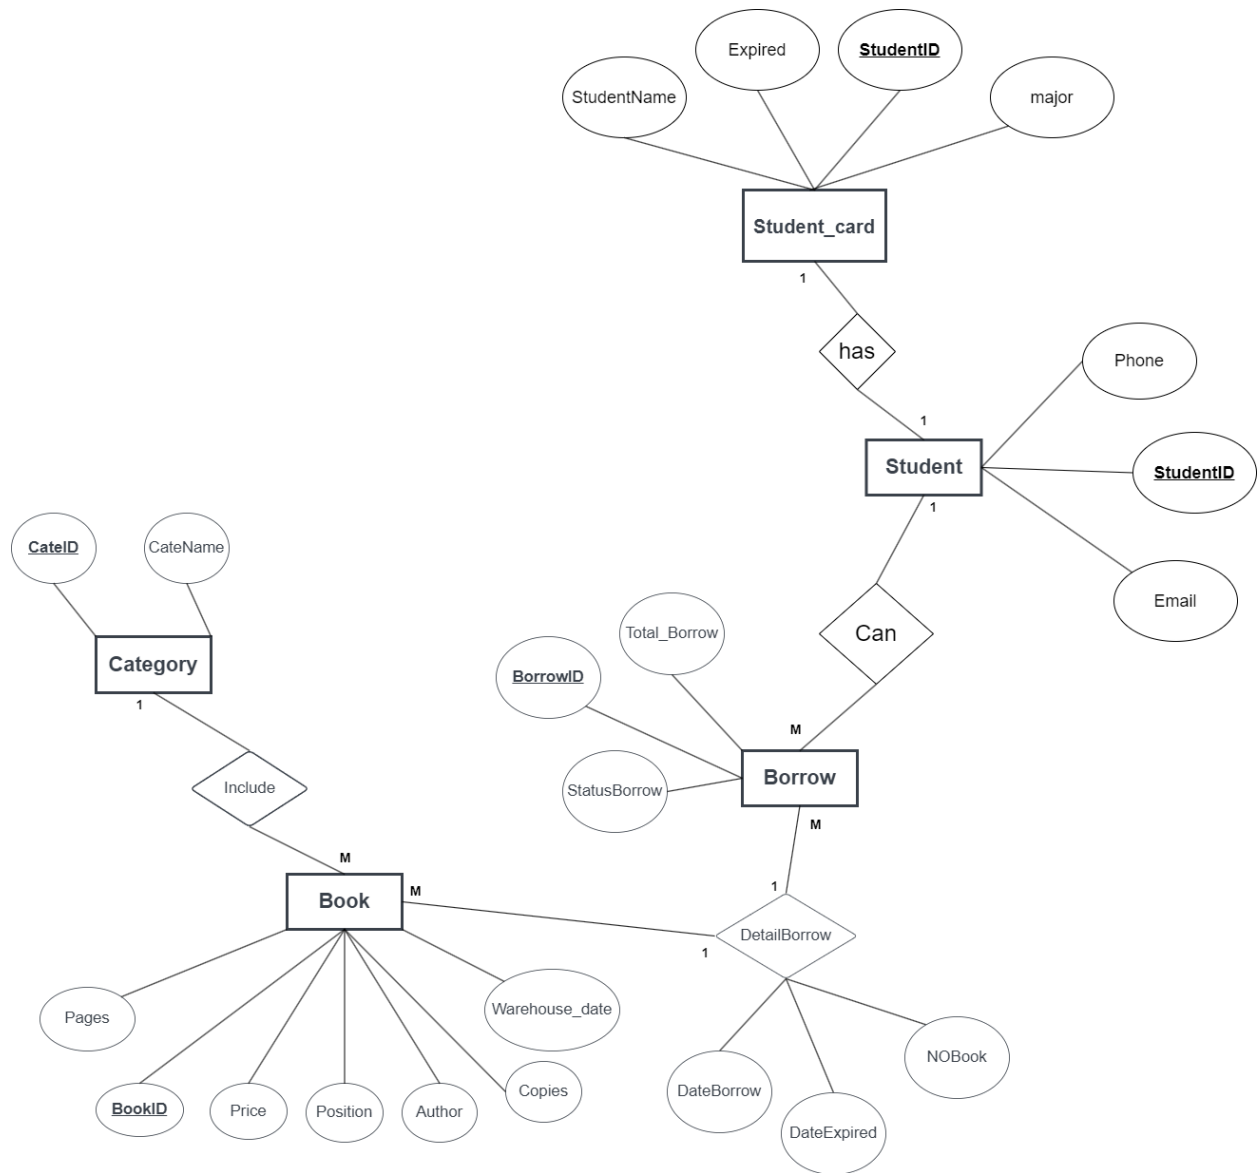 Expired
StudentID
StudentName
major
Student_card
1
has
Phone
1
Student
StudentID
1
CateID
CateName
Email
Total_Borrow
Can
Category
BorrowID
1
M
Borrow
Include
StatusBorrow
M
M
1
M
Book
DetailBorrow
1
Warehouse_date
Pages
NOBook
Copies
DateBorrow
BookID
Price
Position
Author
DateExpired